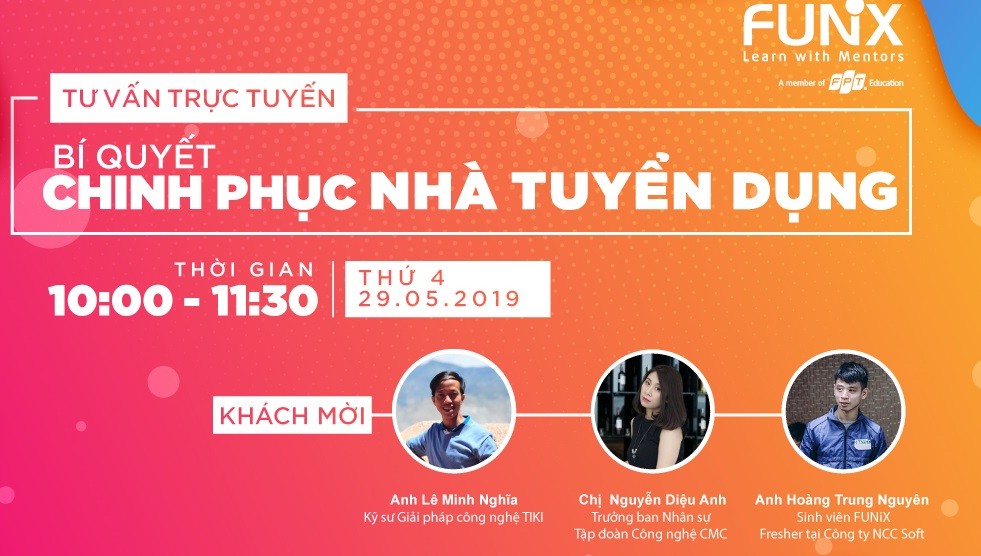 FUNiX
Learn with Mentors
A member of FPT Education
TƯ VẤN TRỰC TUYẾN
BÍ QUYẾT
CHINH PHỤC NHÀ TUYỂN DỤNG
THỜI GIAN
10:00 - 11:30
THỨ 4
29.05.2019
KHÁCH MỜI
Anh Lê Minh Nghĩa
Kỹ sư Giải pháp công nghệ TIKI
Chị Nguyễn Diệu Anh
Trưởng ban Nhân sự
Tập đoàn Công nghệ CMC
Anh Hoàng Trung Nguyên
Sinh viên FUNiX
Fresher tại Công ty NCC Soft